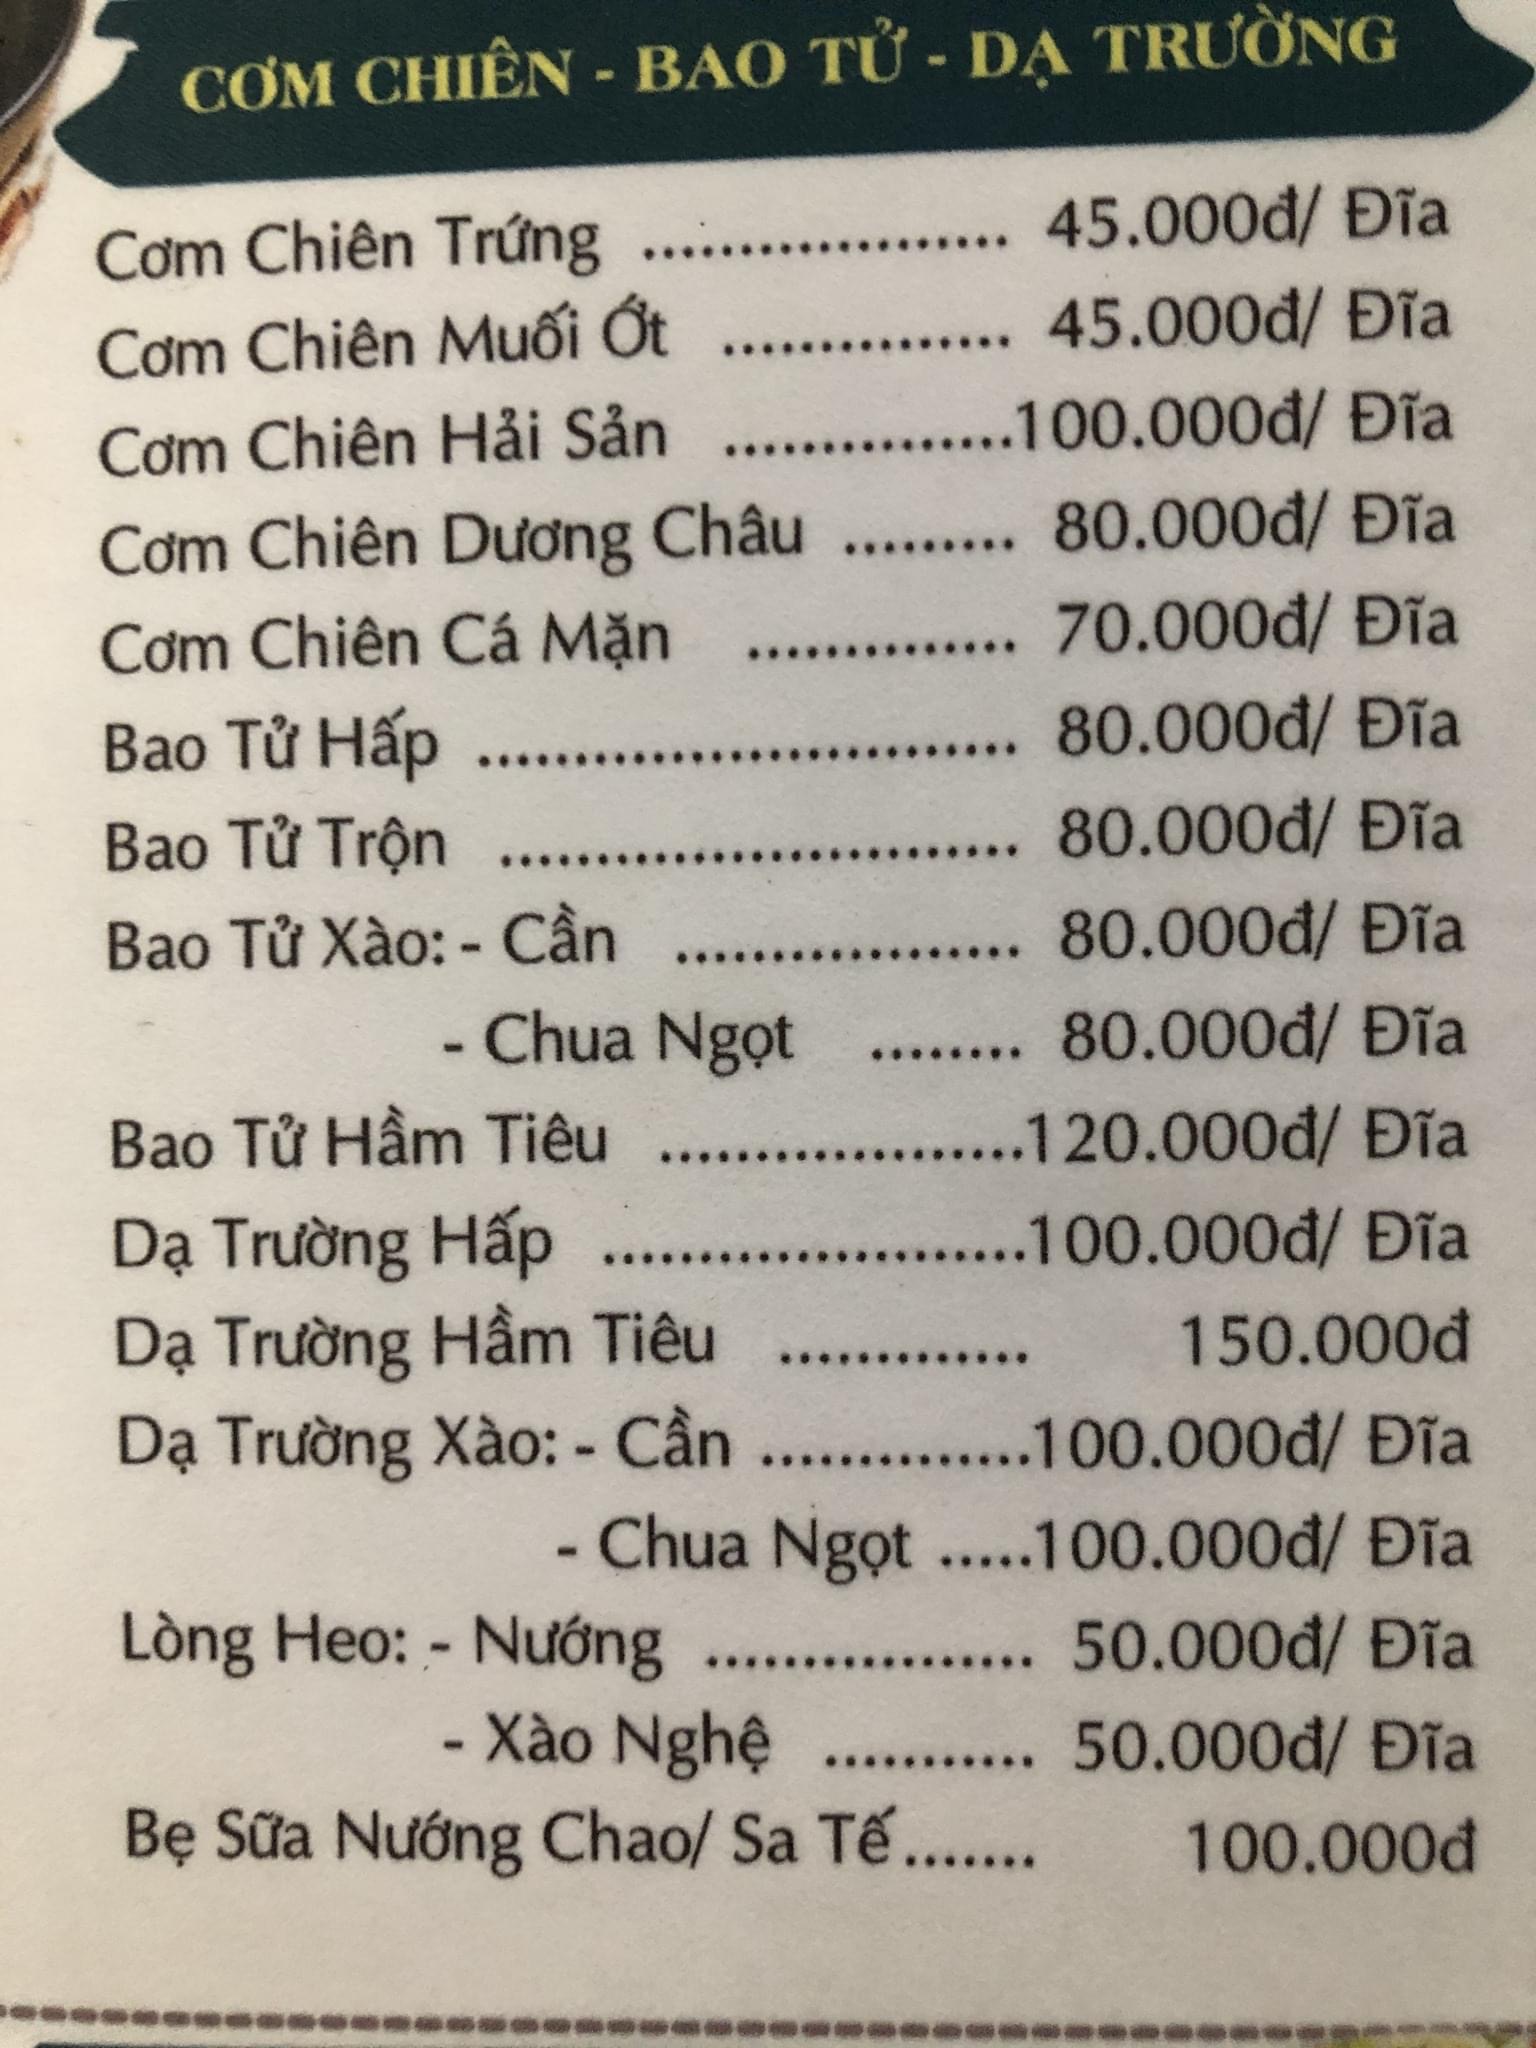 CƠM CHIÊN - BAO TỬ - DẠ TRƯỜNG
Cơm Chiên Trứng ................... 45.000đ/ Đĩa
Cơm Chiên Muối Ớt ............... 45.000đ/ Đĩa
Cơm Chiên Hải Sản ...............100.000đ/ Đĩa
Cơm Chiên Dương Châu ......... 80.000đ/ Đĩa
Cơm Chiên Cá Mặn .............. 70.000đ/ Đĩa
Bao Tử Hấp ............................ 80.000đ/ Đĩa
Bao Tử Trộn ........................... 80.000đ/ Đĩa
Bao Tử Xào: - Cần .................. 80.000đ/ Đĩa
- Chua Ngọt ........ 80.000đ/ Đĩa
Bao Tử Hầm Tiêu ...................120.000đ/ Đĩa
Dạ Trường Hấp ......................100.000đ/ Đĩa
Dạ Trường Hầm Tiêu ............. 150.000đ
Dạ Trường Xào: - Cần ..............100.000đ/ Đĩa
- Chua Ngọt .....100.000đ/ Đĩa
Lòng Heo: - Nướng ................. 50.000đ/ Đĩa
- Xào Nghệ ........... 50.000đ/ Đĩa
Bẹ Sữa Nướng Chao/ Sa Tế....... 100.000đ